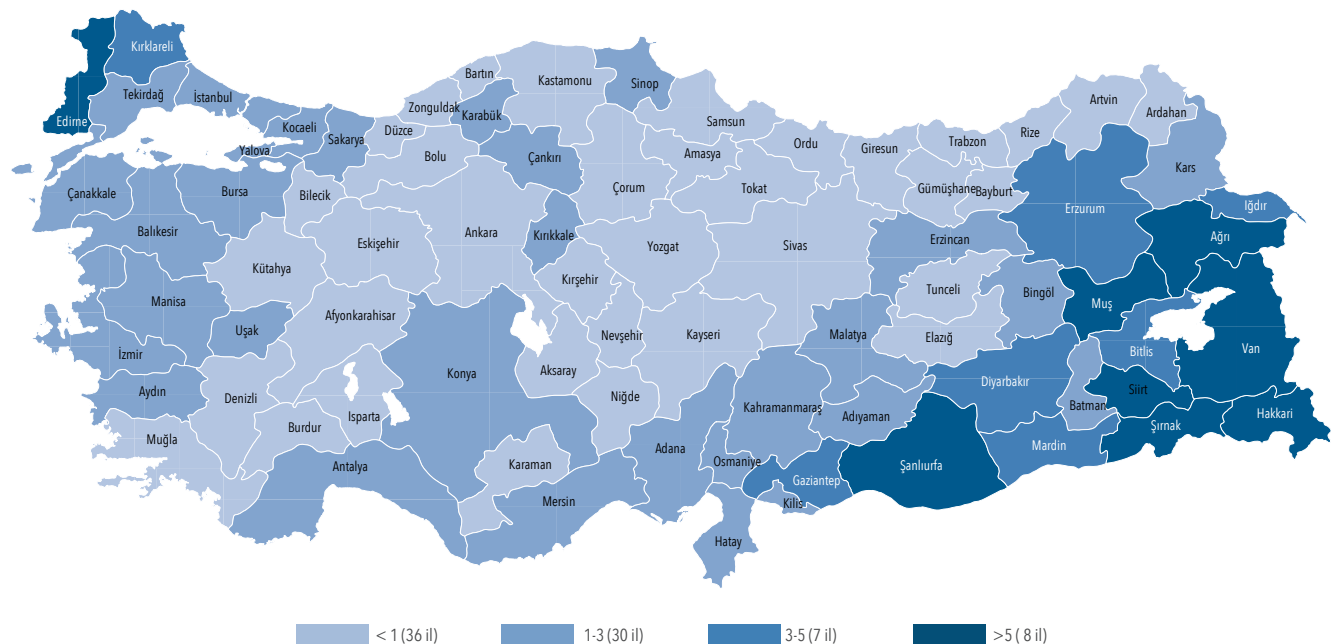 Kırklareli
Edirne
Tekirdağ
İstanbul
Kocaeli
Yalova
Sakarya
Düzce
Zonguldak
Bartın
Karabük
Kastamonu
Sinop
Bolu
Çankırı
Samsun
Amasya
Ordu
Giresun
Trabzon
Rize
Artvin
Ardahan
Çorum
Tokat
Gümüşhane
Bayburt
Kars
Erzurum
Iğdır
Ağrı
Çanakkale
Bursa
Bilecik
Balıkesir
Eskişehir
Ankara
Kırıkkale
Yozgat
Sivas
Erzincan
Kütahya
Kırşehir
Tunceli
Bingöl
Muş
Manisa
Uşak
Afyonkarahisar
Nevşehir
Kayseri
Malatya
Elazığ
Bitlis
Van
İzmir
Konya
Aksaray
Aydın
Denizli
Isparta
Burdur
Niğde
Kahramanmaraş
Adıyaman
Diyarbakır
Batman
Siirt
Şırnak
Hakkari
Muğla
Antalya
Karaman
Mersin
Adana
Osmaniye
Gaziantep
Kilis
Şanlıurfa
Mardin
Hatay
< 1 (36 il)
1-3 (30 il)
3-5 (7 il)
>5 ( 8 il)